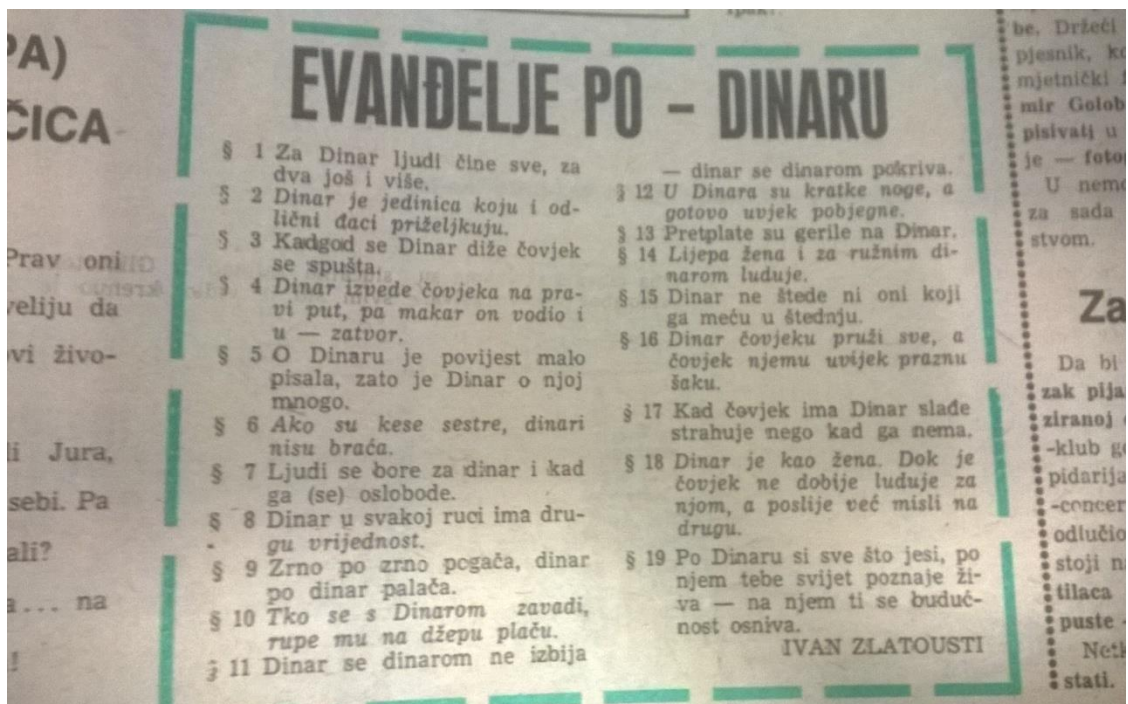 PA)
ČICA
Prav oni
veliju da
vi živo-
li Jura,
sebi. Pa
ali?
a ... na
!
EVANĐELJE PO – DINARU
§ 1 Za Dinar ljudi čine sve, za
dva još i više.
§ 2 Dinar je jedinica koju i od-
lični đaci priželjkuju.
§ 3 Kadgod se Dinar diže čovjek
se spušta.
§ 4 Dinar izvede čovjeka na pra-
vi put, pa makar on vodio i
u — zatvor.
§ 5 O Dinaru je povijest malo
pisala, zato je Dinar o njoj
mnogo.
§ 6 Ako su kese sestre, dinari
nisu braća.
§ 7 Ljudi se bore za dinar i kad
ga (se) oslobode.
§ 8 Dinar u svakoj ruci ima dru-
gu vrijednost.
§ 9 Zrno po zrno pogača, dinar
po dinar palača.
§ 10 Tko se s Dinarom zavadi,
rupe mu na džepu plaču.
§ 11 Dinar se dinarom ne izbija
— dinar se dinarom pokriva.
§ 12 U Dinara su kratke noge, a
gotovo uvjek pobjegne.
§ 13 Pretplate su gerile na Dinar.
§ 14 Lijepa žena i za ružnim di-
narom luduje.
§ 15 Dinar ne štede ni oni koji
ga meću u štednju.
§ 16 Dinar čovjeku pruži sve, a
čovjek njemu uvijek praznu
šaku.
§ 17 Kad čovjek ima Dinar slađe
strahuje nego kad ga nema.
§ 18 Dinar je kao žena. Dok je
čovjek ne dobije luduje za
njom, a poslije već misli na
drugu.
§ 19 Po Dinaru si sve što jesi, po
njem tebe svijet poznaje ži-
va — na njem ti se buduć-
nost osniva.
IVAN ZLATOUSTI
be. Držeći
pjesnik, ko
mjetnički
mir Golob
pisivati u
je — foto
U nemo
za sada
stvom.
Za
Da bi
zak pija
ziranoj
-klub g
pidarija
-concer
odlučio
stoji n
tilaca
puste -
Netk
stati.